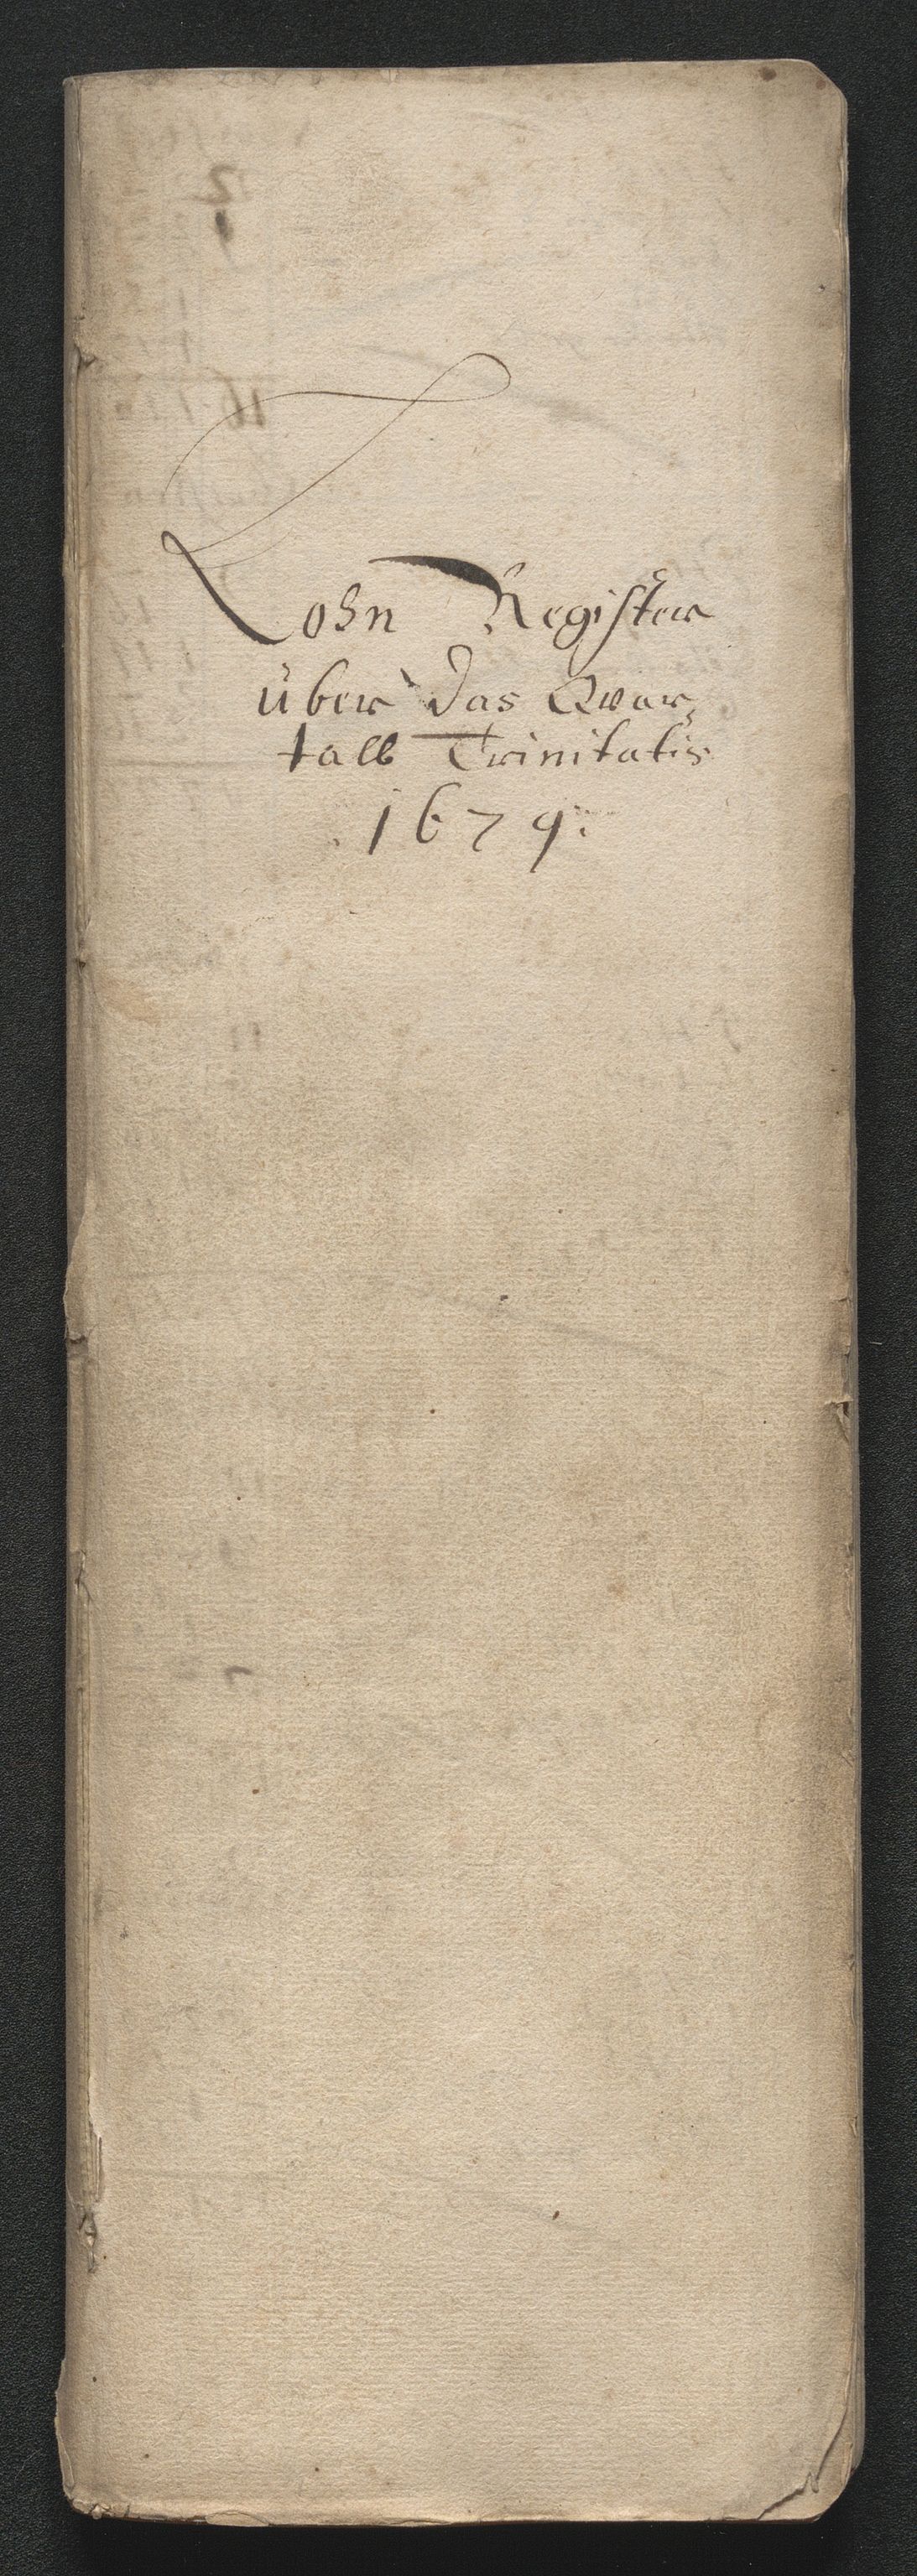 Lohn Register
über das Quar,
tall Trinitatis
1679.